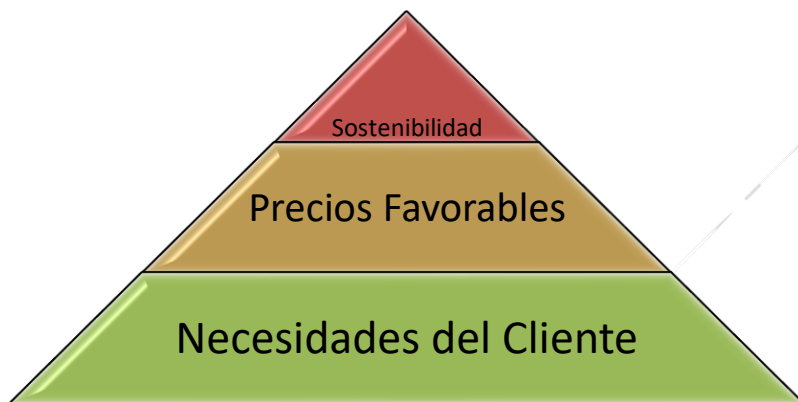 Sostenibilidad
Precios Favorables
Necesidades del Cliente